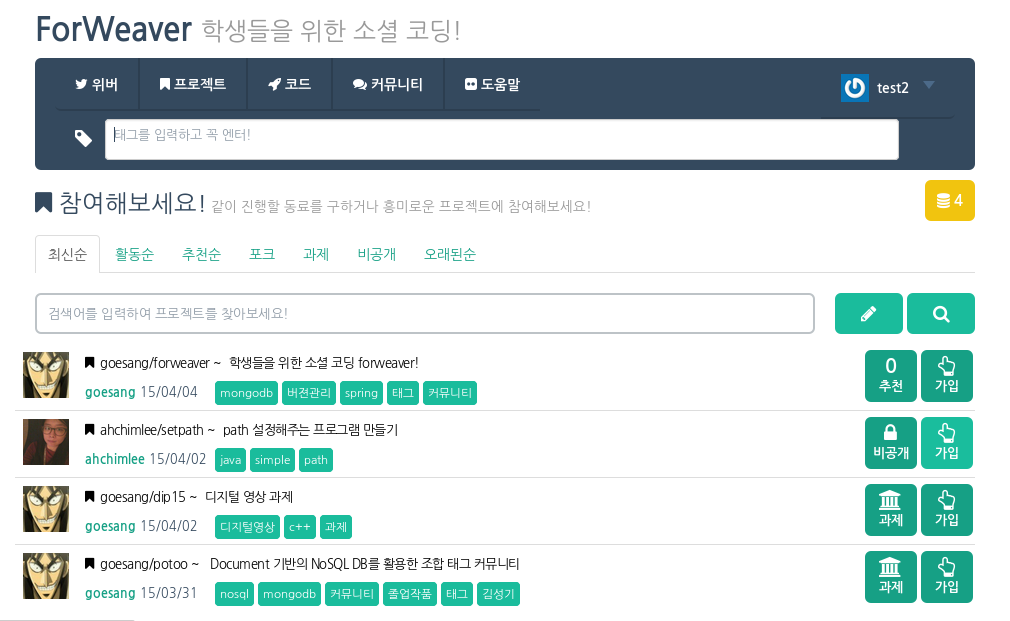 ForWeaver 학생들을 위한 소셜 코딩!
위버 프로젝트 코드 커뮤니티 도움말 test2
태그를 입력하고 꼭 엔터!
참여해보세요! 같이 진행할 동료를 구하거나 흥미로운 프로젝트에 참여해보세요! 4
최신순 활동순 추천순 포크 과제 비공개 오래된순
검색어를 입력하여 프로젝트를 찾아보세요!
goesang/forweaver ~ 학생들을 위한 소셜 코딩 forweaver! 0 추천 가입
goesang 15/04/04 mongodb 버젼관리 spring 태그 커뮤니티
ahchimlee/setpath ~ path 설정해주는 프로그램 만들기 비공개 가입
ahchimlee 15/04/02 java simple path
goesang/dip15 ~ 디지털 영상 과제 과제 가입
goesang 15/04/02 디지털영상 c++ 과제
goesang/potoo ~ Document 기반의 NoSQL DB를 활용한 조합 태그 커뮤니티 과제 가입
goesang 15/03/31 nosql mongodb 커뮤니티 졸업작품 태그 김성기